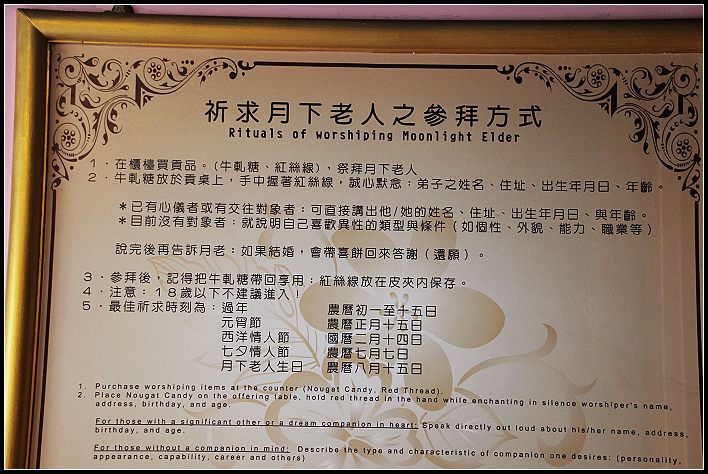 祈求月下老人之參拜方式
Rituals of worshiping Moonlight Elder
1．在櫃檯買貢品。(牛軋糖、紅絲線)，祭拜月下老人
2．牛軋糖放於貢桌上，手中握著紅絲線，誠心默念：弟子之姓名、住址、出生年月日、年齡。
＊已有心儀者或有交往對象者：可直接講出他/她的姓名、住址、出生年月日、與年齡。
＊目前沒有對象者：就說明自己喜歡異性的類型與條件（如個性、外貌、能力、職業等）
說完後再告訴月老：如果結婚，會帶喜餅回來答謝（還願）。
3．參拜後，記得把牛軋糖帶回享用；紅絲線放在皮夾內保存。
4．注意：18歲以下不建議進入！
5．最佳祈求時刻為：過年 農曆初一至十五日
元宵節 農曆正月十五日
西洋情人節 國曆二月十四日
七夕情人節 農曆七月七日
月下老人生日 農曆八月十五日
1. Purchase worshiping items at the counter (Nougat Candy, Red Thread).
2. Place Nougat Candy on the offering table, hold red thread in the hand while enchanting in silence worshiper's name,
address, birthday, and age.
For those with a significant other or a dream companion in heart: Speak directly out loud about his/her name, address,
birthday, and age.
For those without a companion in mind: Describe the type and characteristic of companion one desires: (personality,
appearance, capability, career and others)